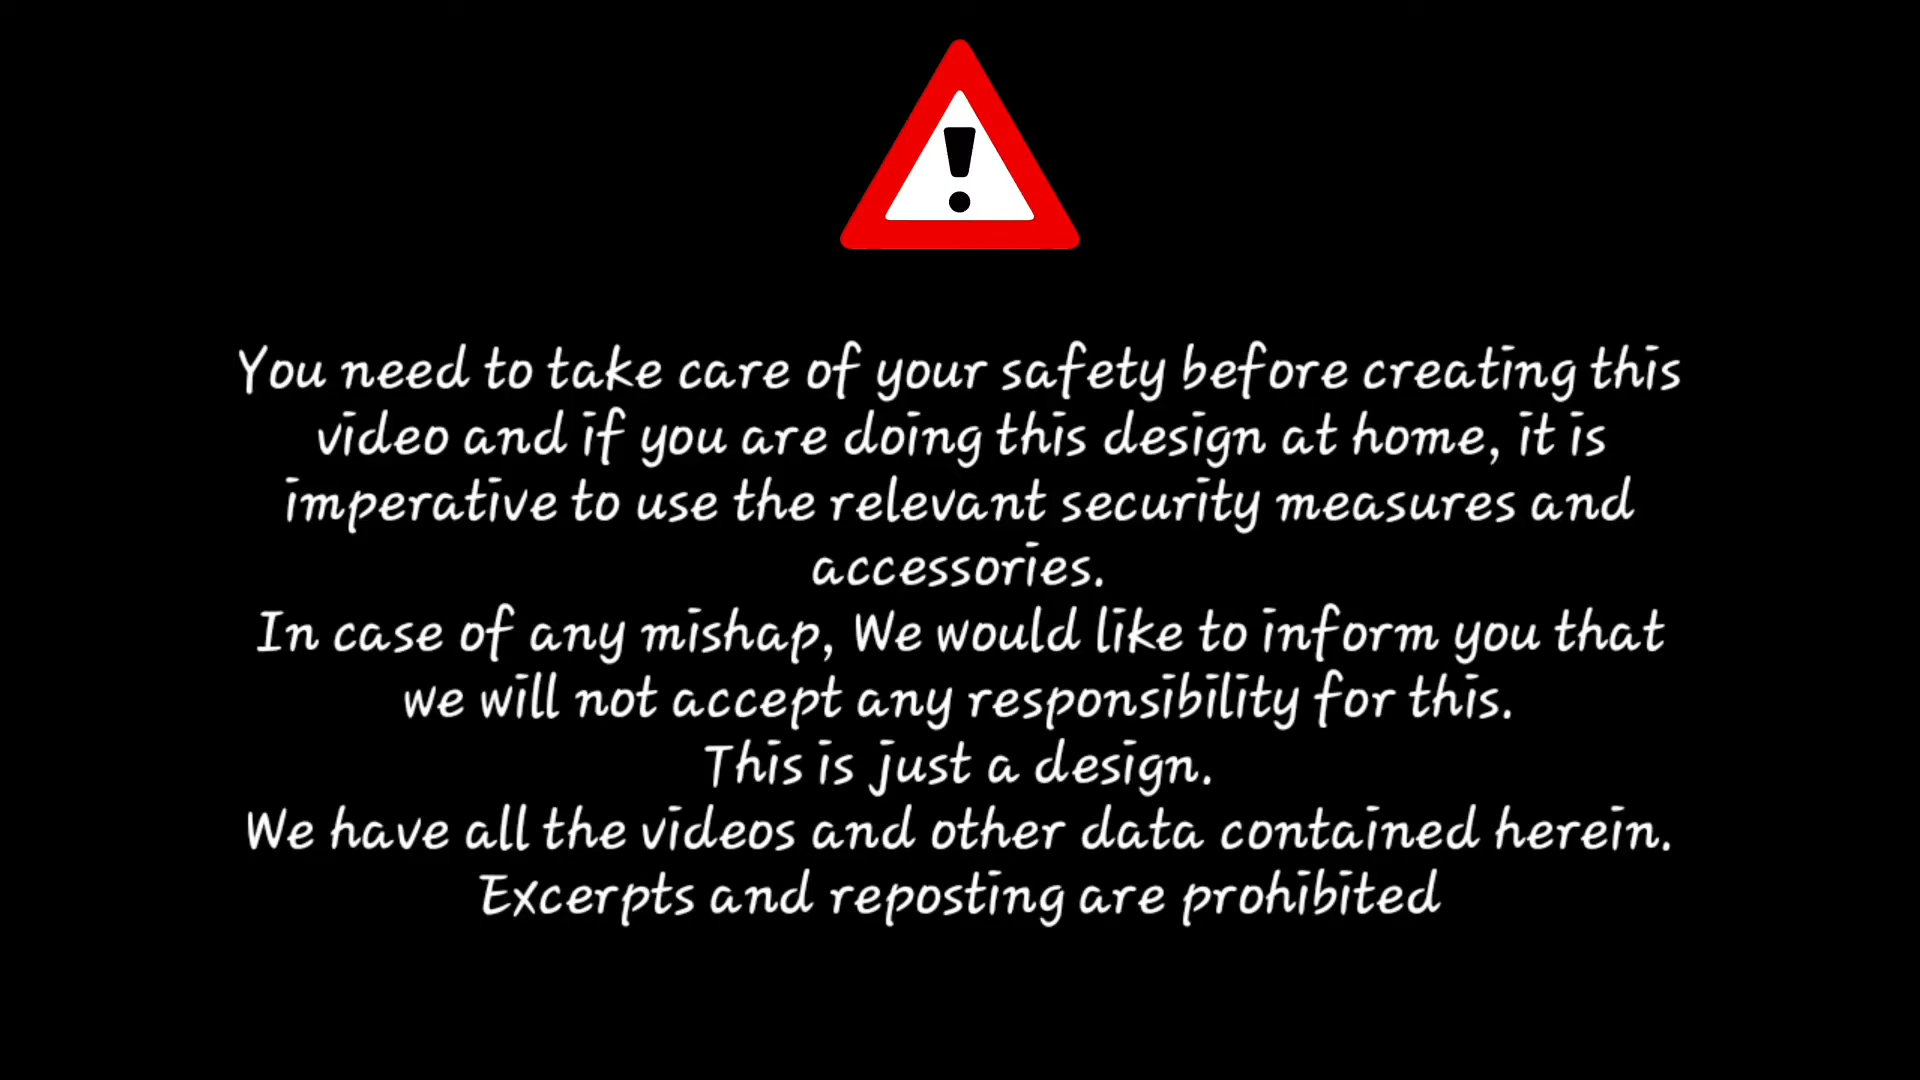 You need to take care of your safety before creating this
video and if you are doing this design at home, it is
imperative to use the relevant security measures and
accessories.
In case of any mishap, We would like to inform you that
we will not accept any responsibility for this.
This is just a design.
We have all the videos and other data contained herein.
Excerpts and reposting are prohibited